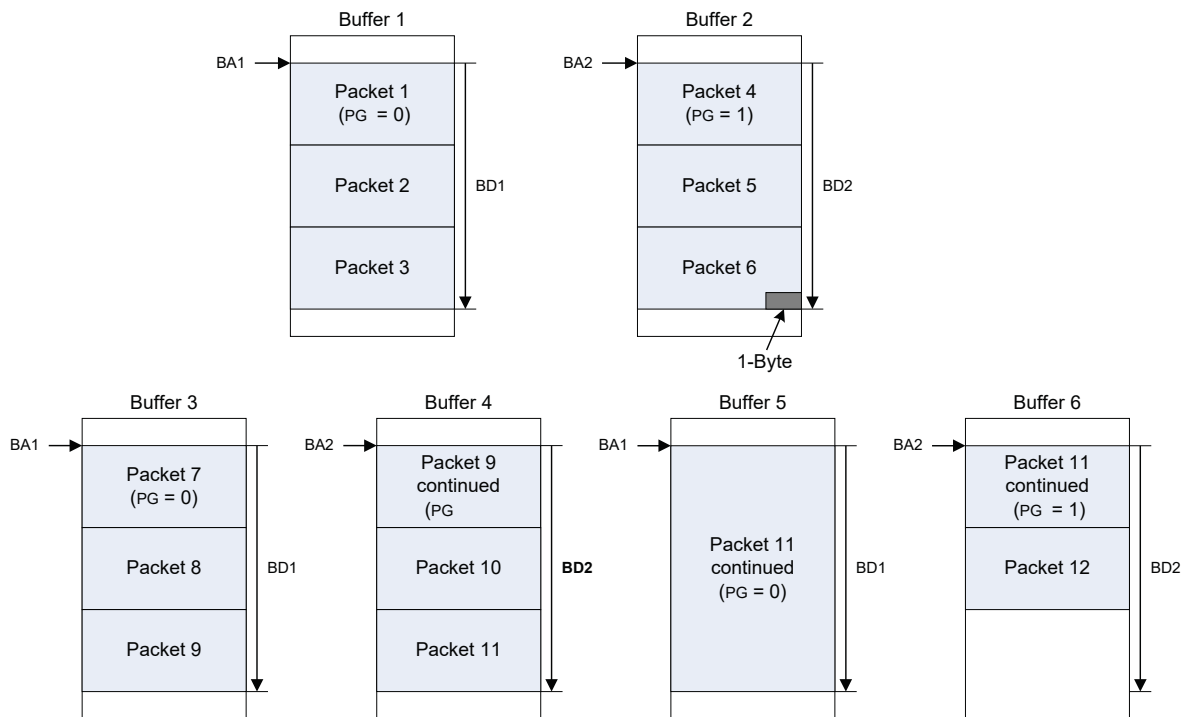 Buffer 1
BA1
Packet 1
(PG = 0)
Packet 2
Packet 3
BD1
Buffer 2
BA2
Packet 4
(PG = 1)
Packet 5
Packet 6
BD2
1-Byte
Buffer 3
BA1
Packet 7
(PG = 0)
Packet 8
Packet 9
BD1
Buffer 4
BA2
Packet 9
continued
(PG
Packet 10
Packet 11
BD2
Buffer 5
BA1
Packet 11
continued
(PG = 0)
BD1
Buffer 6
BA2
Packet 11
continued
(PG = 1)
Packet 12
BD2